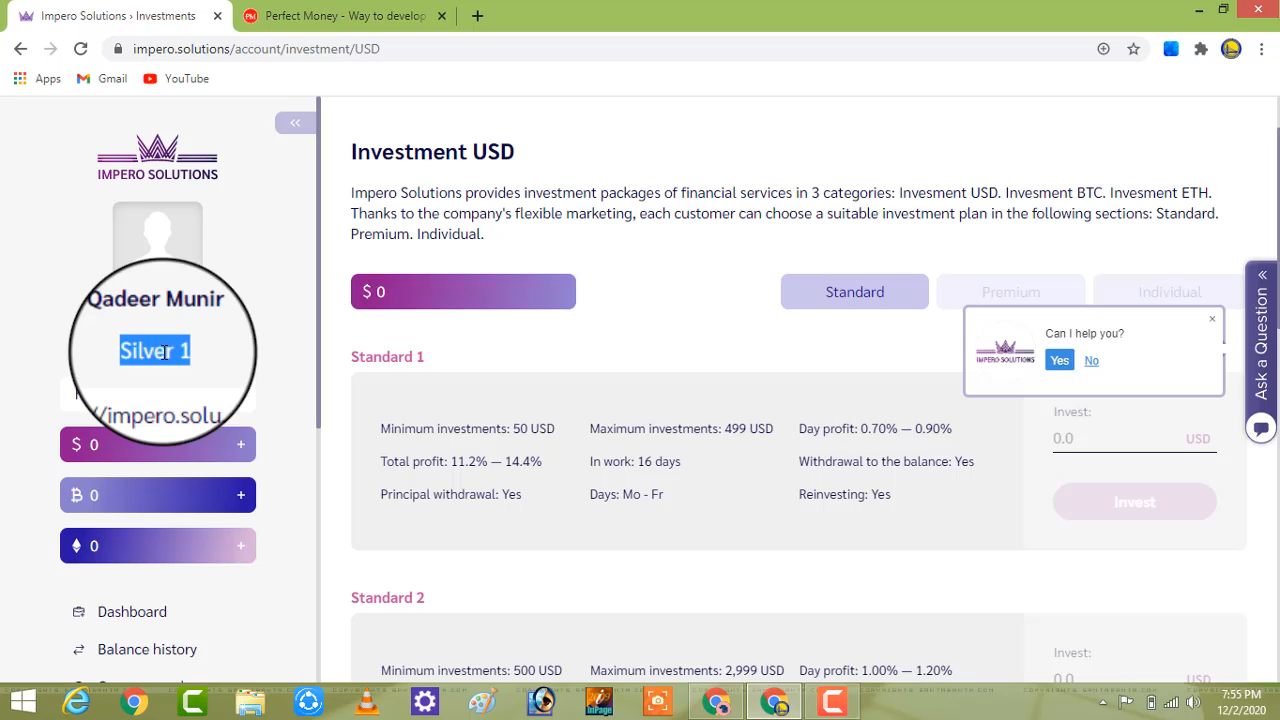 Impero Solutions › Investments
Perfect Money - Way to develop
impero.solutions/account/investment/USD
Apps
Gmail
YouTube
IMPERO SOLUTIONS
Qadeer Munir
Silver 1
//impero.solu
$ 0
+
0
+
0
+
Dashboard
Balance history
Investment USD
Impero Solutions provides investment packages of financial services in 3 categories: Invesment USD. Invesment BTC. Invesment ETH.
Thanks to the company's flexible marketing, each customer can choose a suitable investment plan in the following sections: Standard.
Premium. Individual.
$ 0
Standard
Premium
Individual
Can I help you?
IMPERO SOLUTIONS
Yes
No
Ask a Question
Standard 1
Minimum investments: 50 USD
Maximum investments: 499 USD
Day profit: 0.70% — 0.90%
Total profit: 11.2% — 14.4%
In work: 16 days
Withdrawal to the balance: Yes
Principal withdrawal: Yes
Days: Mo - Fr
Reinvesting: Yes
Invest:
0.0
USD
Invest
Standard 2
Minimum investments: 500 USD
Maximum investments: 2,999 USD
Day profit: 1.00% — 1.20%
Invest:
0.0
USD
7:55 PM
12/2/2020